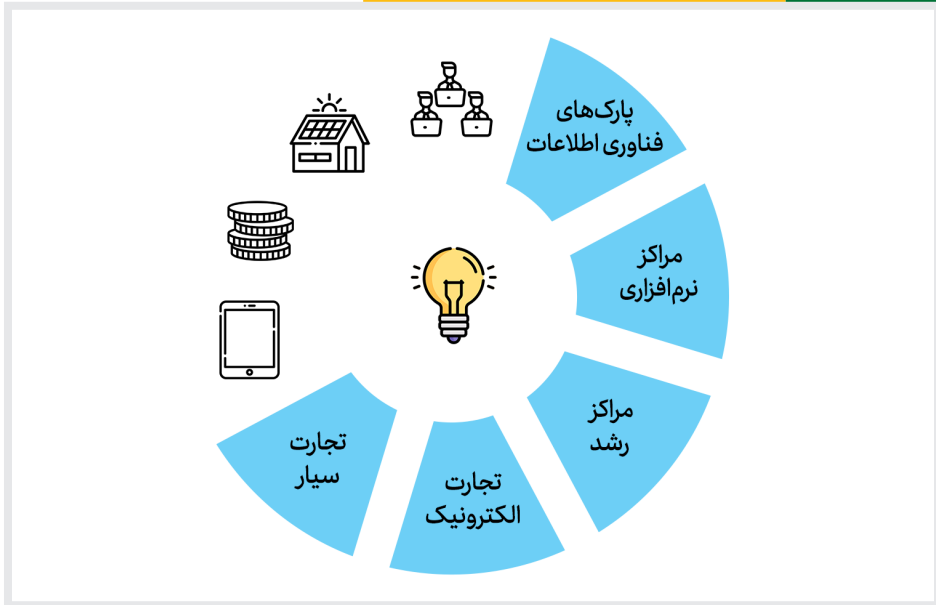 پارک‌های
فناوری اطلاعات
مراکز
نرم‌افزاری
مراکز
رشد
تجارت
الکترونیک
تجارت
سیار